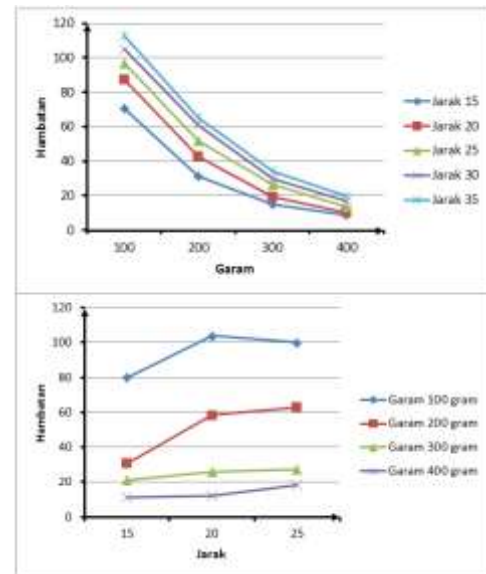 120
100
80
60
40
20
0
Hambatan
100 200 300 400
Garam
Jarak 15
Jarak 20
Jarak 25
Jarak 30
Jarak 35
120
100
80
60
40
20
0
Hambatan
15 20 25
Jarak
Garam 100 gram
Garam 200 gram
Garam 300 gram
Garam 400 gram